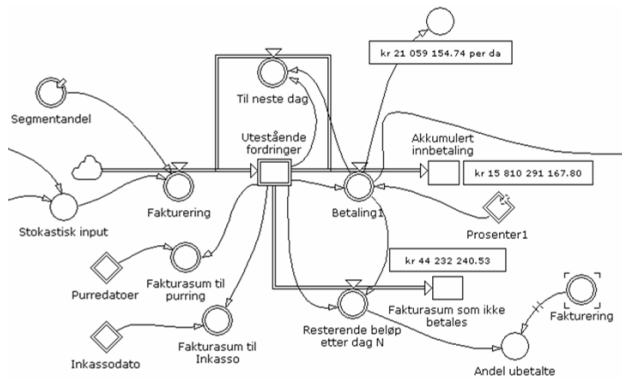 kr 21 059 154.74 per da
Til neste dag
Segmentandel
Utestående
fordringer
Akkumulert
innbetaling
kr 15 810 291 167.80
Fakturering
Betaling1
Stokastisk input
Prosenter1
kr 44 232 240.53
Purredatoer
Fakturasum til
purring
Fakturasum som ikke
betales
Fakturering
Resterende beløp
etter dag N
Inkassodato
Fakturasum til
Inkasso
Andel ubetalte